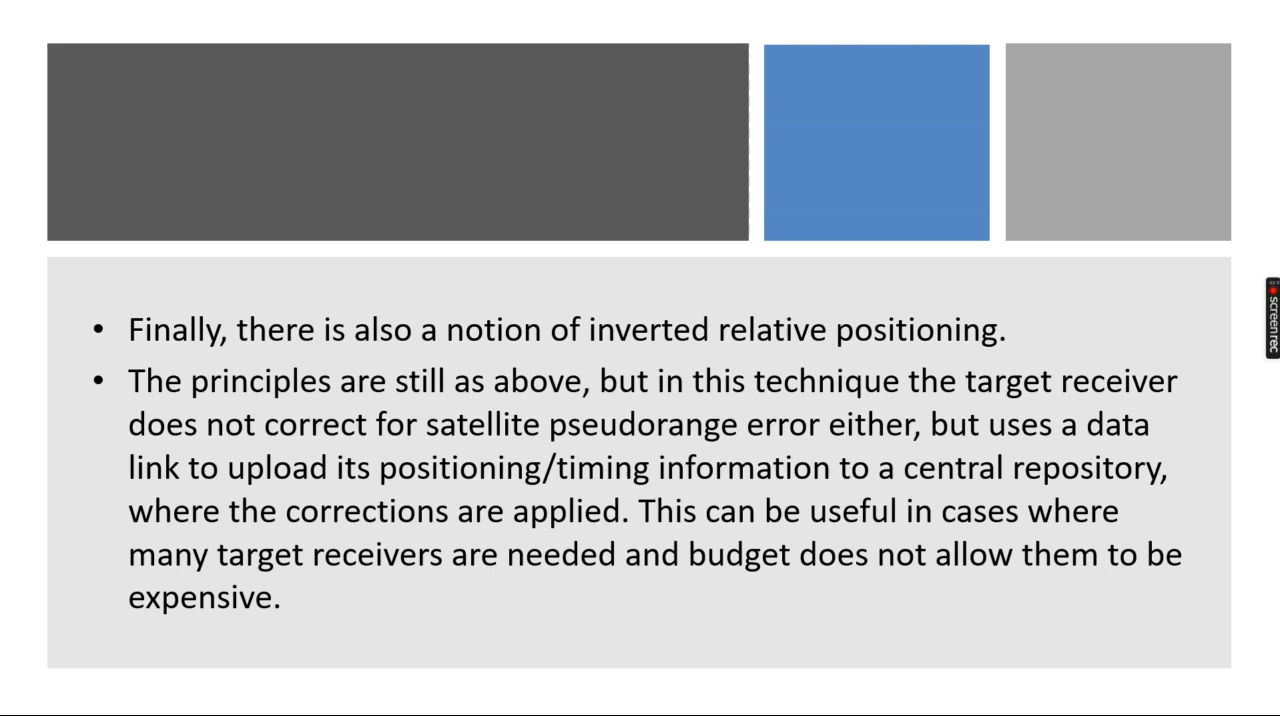 • Finally, there is also a notion of inverted relative positioning.
• The principles are still as above, but in this technique the target receiver
does not correct for satellite pseudorange error either, but uses a data
link to upload its positioning/timing information to a central repository,
where the corrections are applied. This can be useful in cases where
many target receivers are needed and budget does not allow them to be
expensive.
screenrec